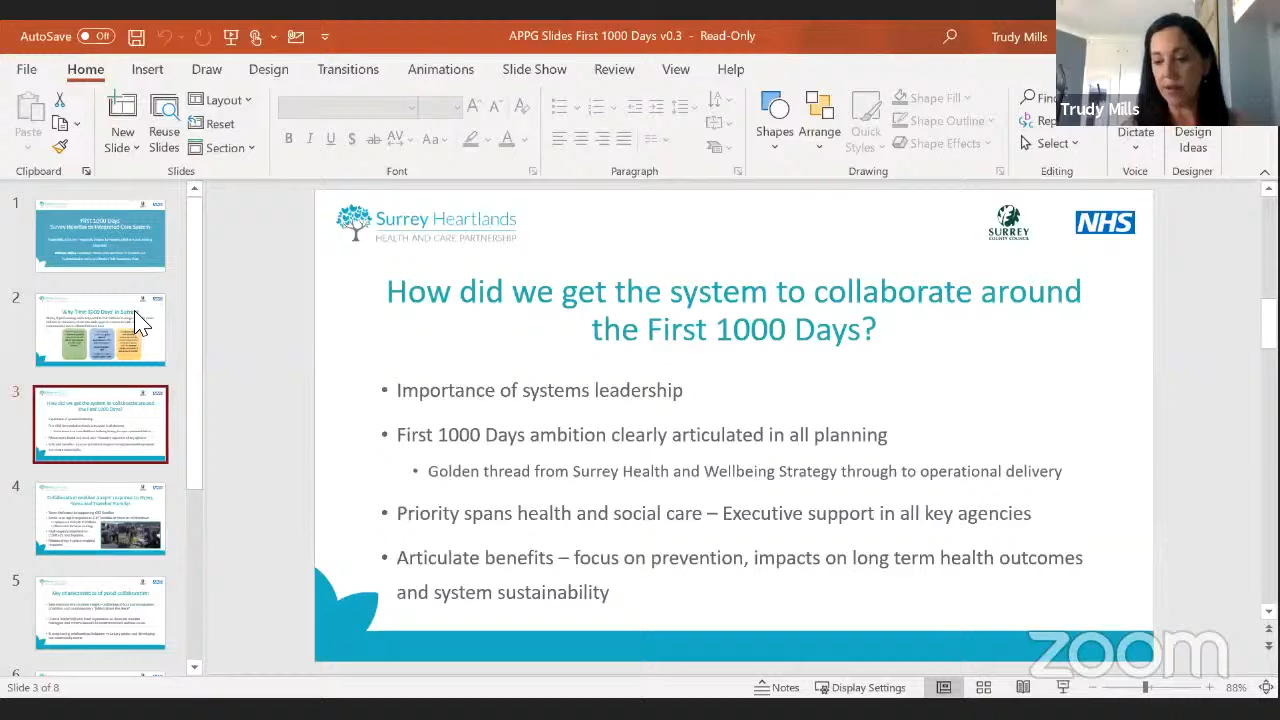 AutoSave Off APPG Slides First 1000 Days v0.3 - Read-Only Trudy Mills
File Home Insert Draw Design Slide Show Transitions Animations Review View Help
Trudy Mills
Paste New Slide Reuse Slides Layout Reset Section
Shapes Arrange Quick Styles Shape Fill Shape Outline Shape Effects
Select Dictate Design Ideas
Clipboard Slides Font Paragraph Drawing Editing Voice Designer
1
2
3
4
5
Surrey Heartlands
HEALTH AND CARE PARTNERSHIP
SURREY
COUNTY COUNCIL
NHS
How did we get the system to collaborate around
the First 1000 Days?
• Importance of systems leadership
• First 1000 Days ambition clearly articulated in all planning
• Golden thread from Surrey Health and Wellbeing Strategy through to operational delivery
• Priority spans health and social care – Executive support in all key agencies
• Articulate benefits – focus on prevention, impacts on long term health outcomes
and system sustainability
zoom
Slide 3 of 8 Notes Display Settings 88%